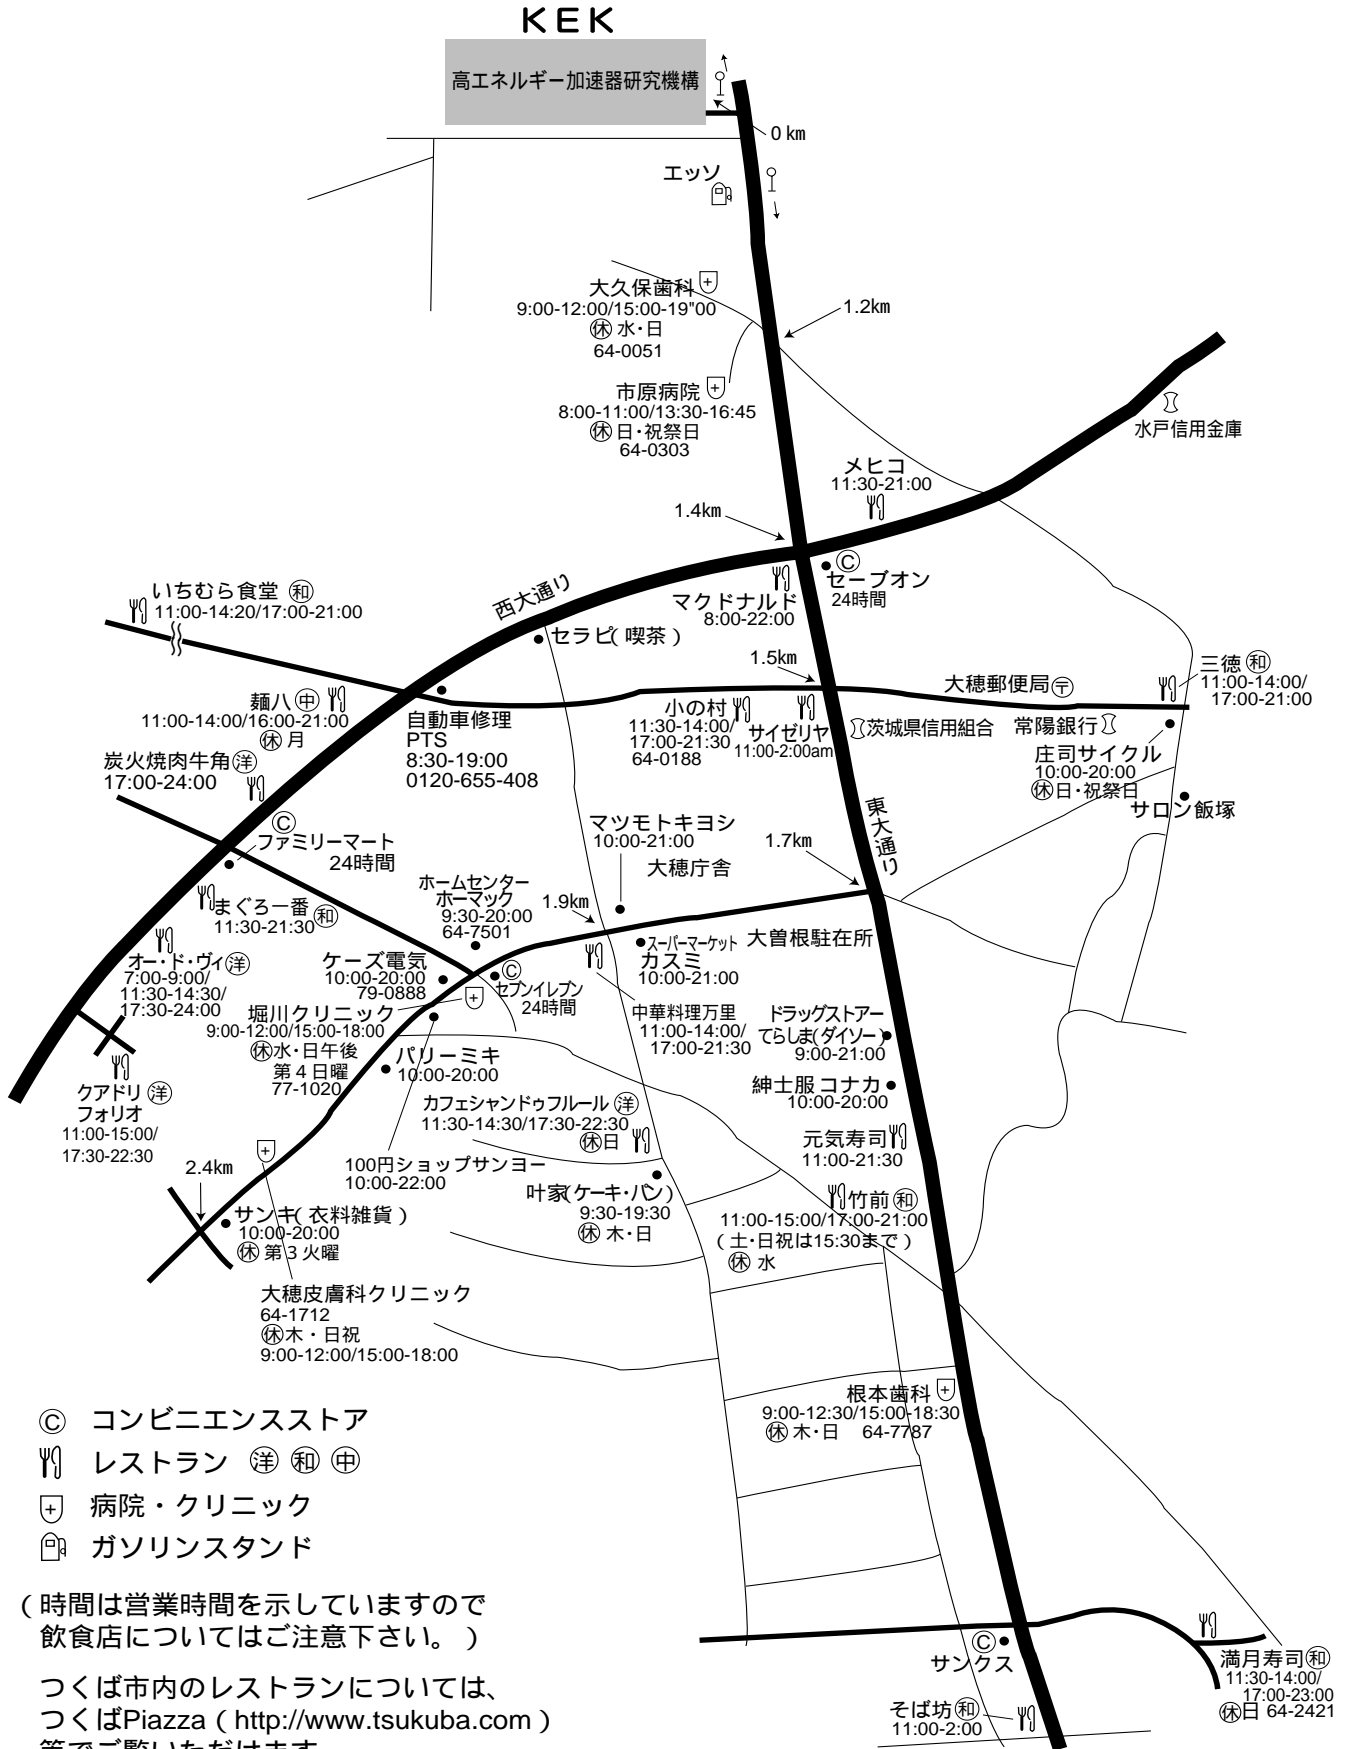 KEK
高エネルギー加速器研究機構
0 km
エッソ
大久保歯科
9:00-12:00/15:00-19"00
休 水・日
64-0051
1.2km
市原病院
8:00-11:00/13:30-16:45
休 日・祝祭日
64-0303
水戸信用金庫
メヒコ
11:30-21:00
1.4km
C
セーブオン
24時間
マクドナルド
8:00-22:00
西大通り
いちむら食堂 和
11:00-14:20/17:00-21:00
セラピ(喫茶)
1.5km
大穂郵便局〒
三徳 和
11:00-14:00/
17:00-21:00
麺八 中
11:00-14:00/16:00-21:00
休 月
自動車修理
PTS
8:30-19:00
0120-655-408
小の村
11:30-14:00/
17:00-21:30
64-0188
サイゼリヤ
11:00-2:00am
茨城県信用組合
常陽銀行
庄司サイクル
10:00-20:00
休日・祝祭日
サロン飯塚
炭火焼肉牛角 洋
17:00-24:00
C
ファミリーマート
24時間
マツモトキヨシ
10:00-21:00
大穂庁舎
1.7km
東大通り
まぐろ一番 和
11:30-21:30
ホームセンター
ホーマック
9:30-20:00
64-7501
1.9km
スーパーマーケット
カスミ
10:00-21:00
大曽根駐在所
オー・ド・ヴィ 洋
7:00-9:00/
11:30-14:30/
17:30-24:00
ケーズ電気
10:00-20:00
79-0888
C
セブンイレブン
24時間
堀川クリニック
9:00-12:00/15:00-18:00
休水・日午後
第4日曜
77-1020
中華料理万里
11:00-14:00/
17:00-21:30
ドラッグストアー
てらしま(ダイソー)
9:00-21:00
パリーミキ
10:00-20:00
紳士服 コナカ
10:00-20:00
クアドリ 洋
フォリオ
11:00-15:00/
17:30-22:30
カフェシャンドゥフルール 洋
11:30-14:30/17:30-22:30
休日
元気寿司
11:00-21:30
2.4km
100円ショップサンヨー
10:00-22:00
叶家(ケーキ・パン)
9:30-19:30
休 木・日
竹前 和
11:00-15:00/17:00-21:00
(土・日祝は15:30まで)
休 水
サンキ(衣料雑貨)
10:00-20:00
休 第3火曜
大穂皮膚科クリニック
64-1712
休木・日祝
9:00-12:00/15:00-18:00
根本歯科
9:00-12:30/15:00-18:30
休 木・日 64-7787
C コンビニエンスストア
レストラン 洋 和 中
病院・クリニック
ガソリンスタンド
(時間は営業時間を示していますので
飲食店についてはご注意下さい。)
つくば市内のレストランについては、
つくばPiazza(http://www.tsukuba.com)
等でご覧いただけます
C
サンクス
満月寿司 和
11:30-14:00/
17:00-23:00
休日 64-2421
そば坊 和
11:00-2:00